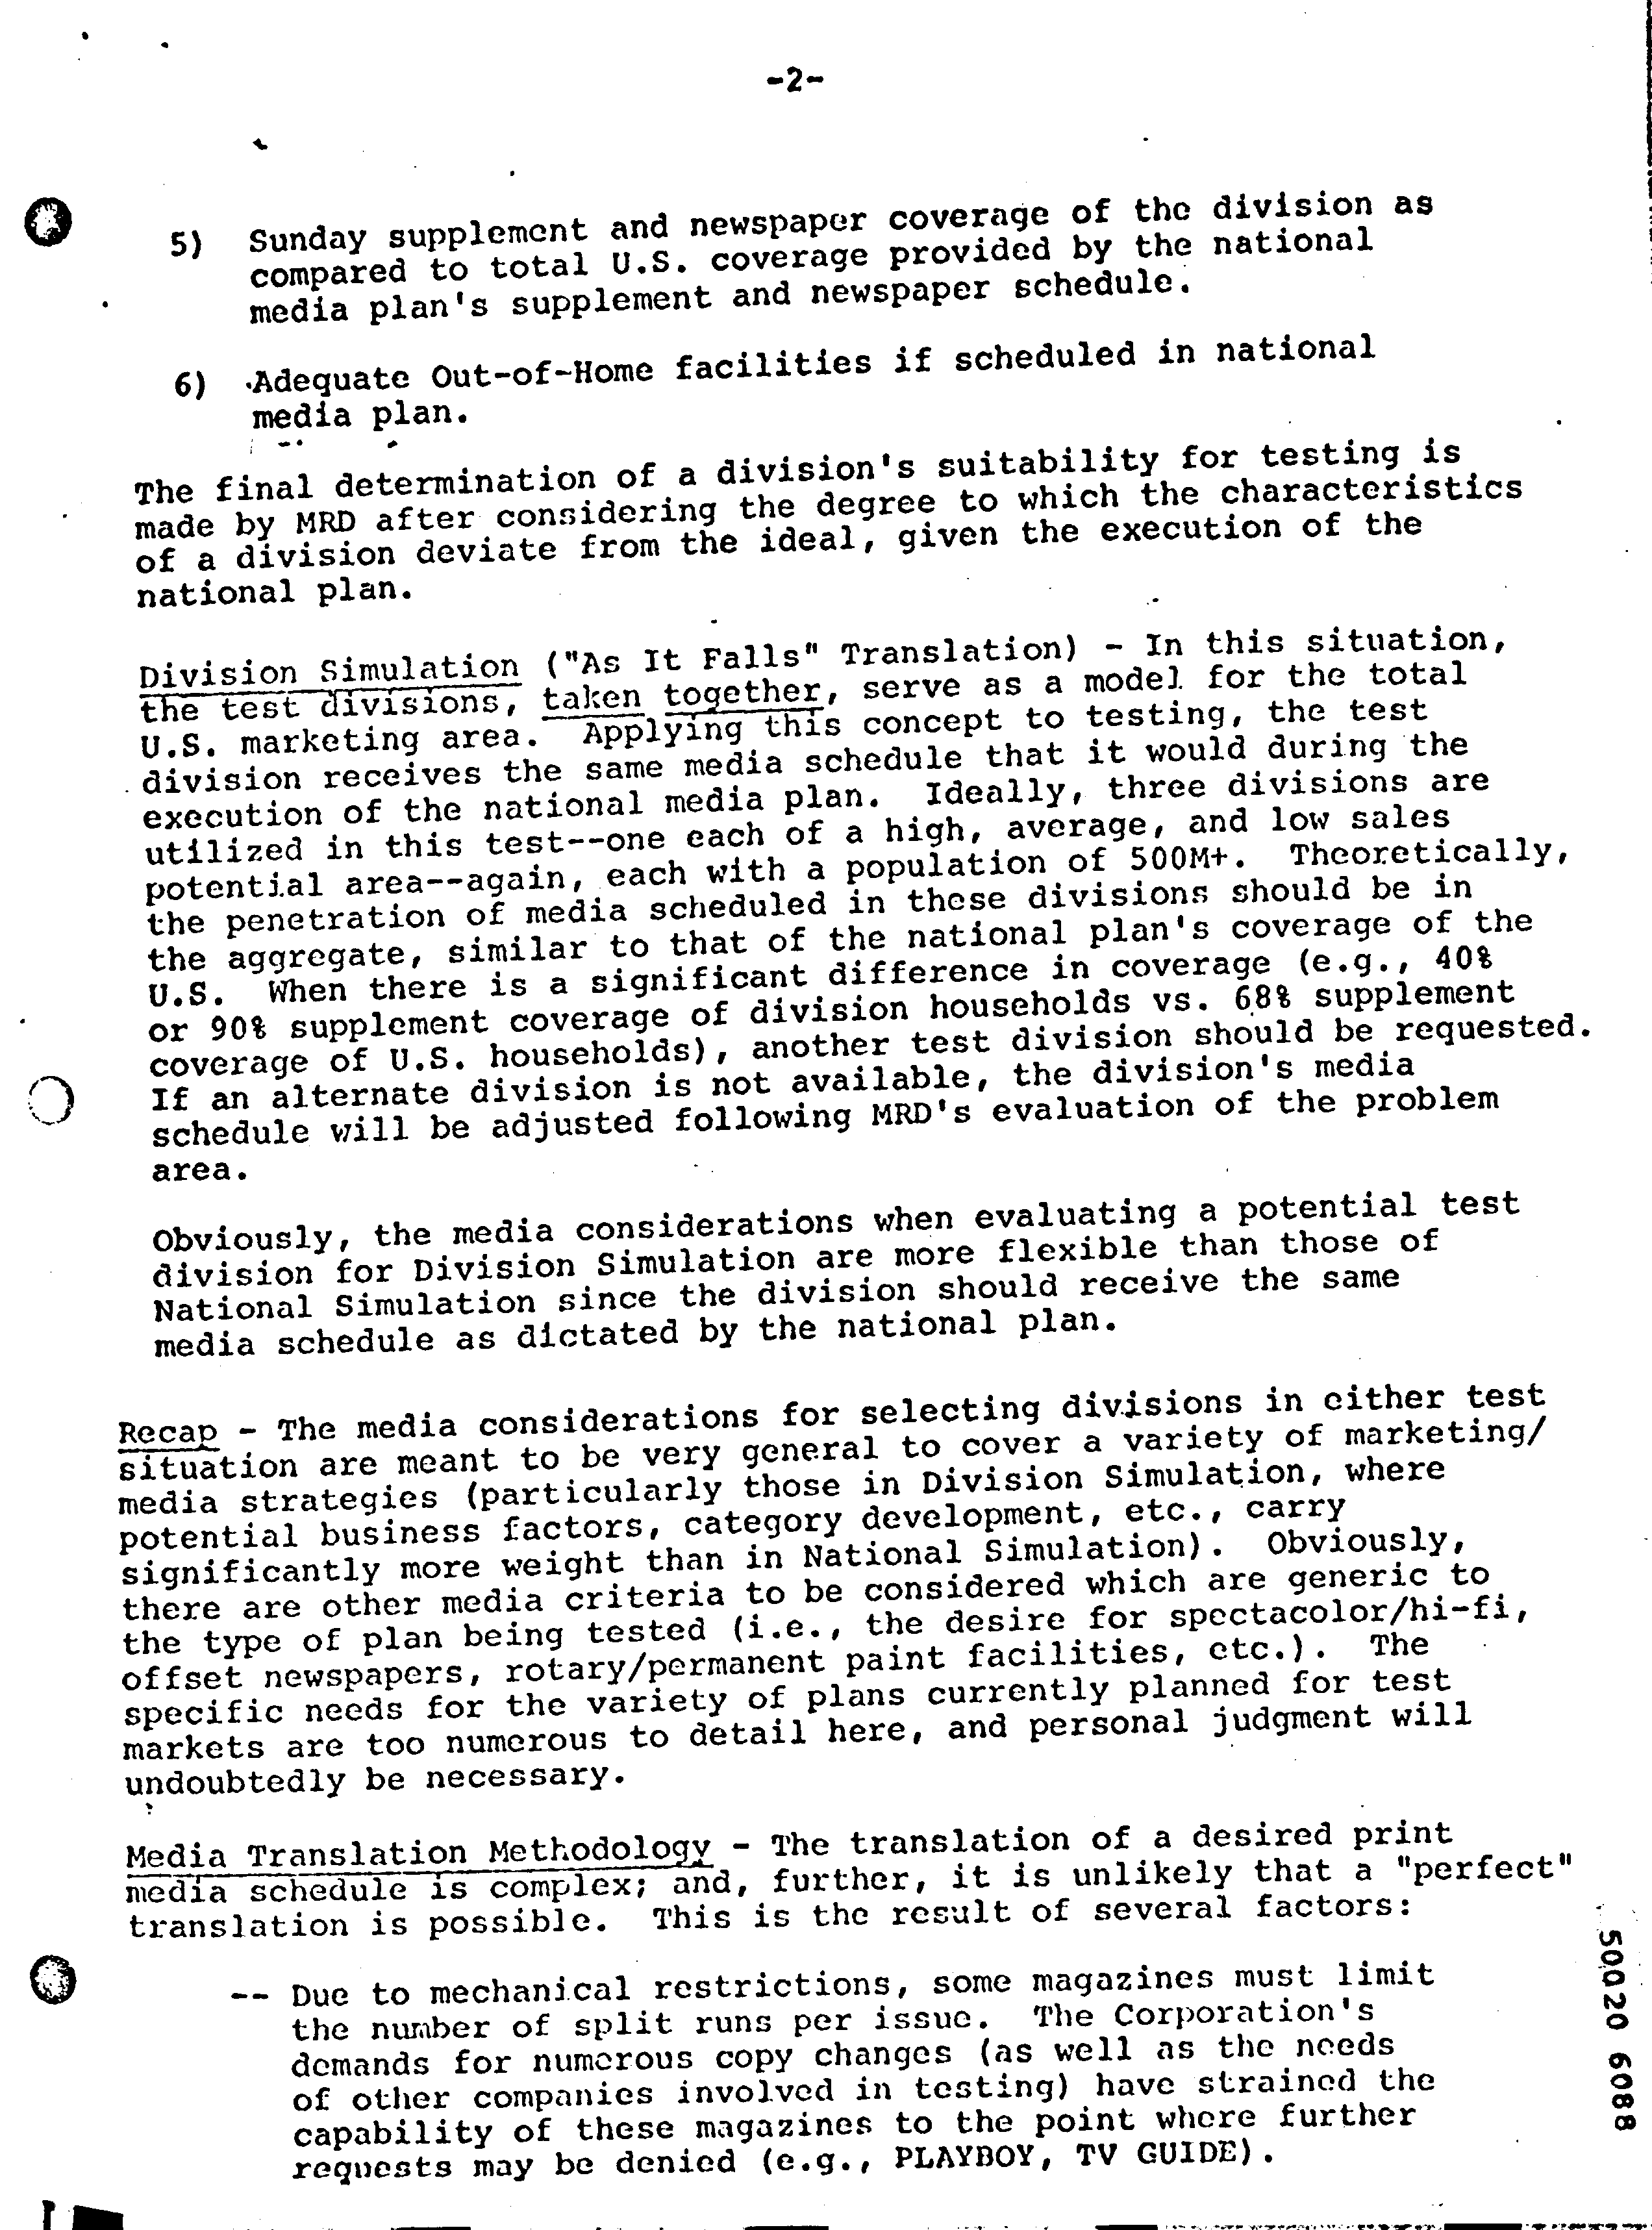 -2-
5) Sunday supplement and newspaper coverage of the division as
compared to total U.S. coverage provided by the national
media plan's supplement and newspaper schedule.
6) Adequate Out-of-Home facilities if scheduled in national
media plan.
The final determination of a division's suitability for testing is
made by MRD after considering the degree to which the characteristics
of a division deviate from the ideal, given the execution of the
national plan.
Division Simulation ("As It Falls" Translation) - In this situation,
the test divisions, taken together, serve as a model for the total
U.S. marketing area. Applying this concept to testing, the test
division receives the same media schedule that it would during the
execution of the national media plan. Ideally, three divisions are
utilized in this test--one each of a high, average, and low sales
potential area--again, each with a population of 500M+. Theoretically,
the penetration of media scheduled in these divisions should be in
the aggregate, similar to that of the national plan's coverage of the
U.S. When there is a significant difference in coverage (e.g., 40%
or 90% supplement coverage of division households vs. 68% supplement
coverage of U.S. households), another test division should be requested.
If an alternate division is not available, the division's media
schedule will be adjusted following MRD's evaluation of the problem
area.
Obviously, the media considerations when evaluating a potential test
division for Division Simulation are more flexible than those of
National Simulation since the division should receive the same
media schedule as dictated by the national plan.
Recap - The media considerations for selecting divisions in either test
situation are meant to be very general to cover a variety of marketing/
media strategies (particularly those in Division Simulation, where
potential business factors, category development, etc., carry
significantly more weight than in National Simulation). Obviously,
there are other media criteria to be considered which are generic to
the type of plan being tested (i.e., the desire for spectacolor/hi-fi,
offset newspapers, rotary/permanent paint facilities, etc.). The
specific needs for the variety of plans currently planned for test
markets are too numerous to detail here, and personal judgment will
undoubtedly be necessary.
Media Translation Methodology - The translation of a desired print
media schedule is complex; and, further, it is unlikely that a "perfect"
translation is possible. This is the result of several factors:
-- Due to mechanical restrictions, some magazines must limit
the number of split runs per issue. The Corporation's
demands for numerous copy changes (as well as the needs
of other companies involved in testing) have strained the
capability of these magazines to the point where further
requests may be denied (e.g., PLAYBOY, TV GUIDE).
50020 6088